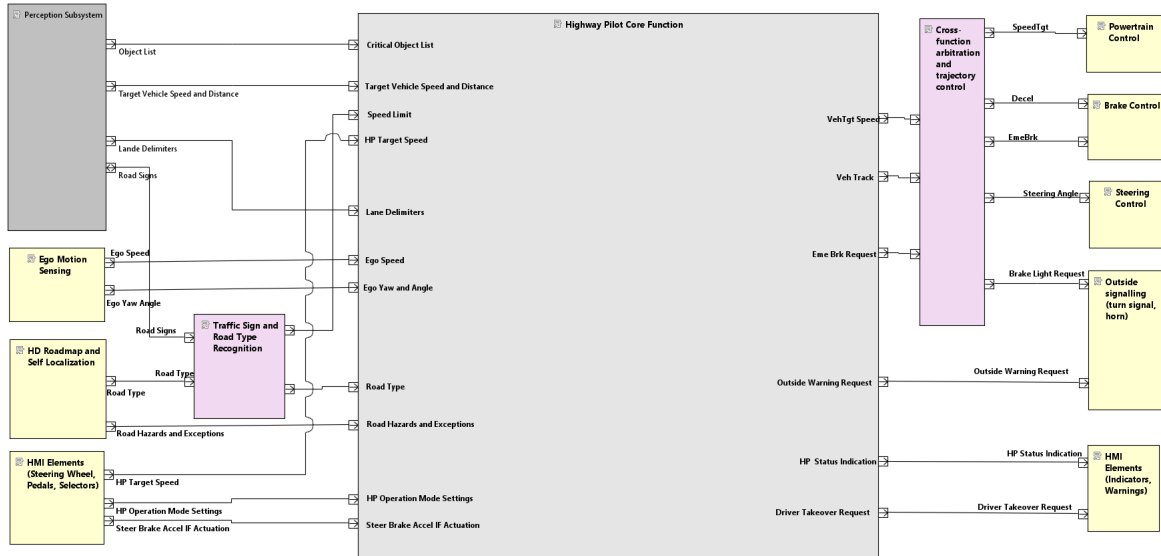 Perception Subsystem
Object List
Target Vehicle Speed and Distance
Lande Delimiters
Road Signs
Ego Motion
Sensing
Ego Speed
Ego Yaw Angle
HD Roadmap and
Self Localization
Road Type
Road Hazards and Exceptions
HMI Elements
(Steering Wheel,
Pedals, Selectors)
HP Target Speed
HP Operation Mode Settings
Steer Brake Accel IF Actuation
Road Signs
Road Type
Traffic Sign and
Road Type
Recognition
Highway Pilot Core Function
Critical Object List
Target Vehicle Speed and Distance
Speed Limit
HP Target Speed
Lane Delimiters
Ego Speed
Ego Yaw and Angle
Road Type
Road Hazards and Exceptions
HP Operation Mode Settings
Steer Brake Accel IF Actuation
VehTgt Speed
Veh Track
Eme Brk Request
Outside Warning Request
HP Status Indication
Driver Takeover Request
Cross-
function
arbitration
and
trajectory
control
SpeedTgt
Decel
EmeBrk
Steering Angle
Brake Light Request
Outside Warning Request
HP Status Indication
Driver Takeover Request
Powertrain
Control
Brake Control
Steering
Control
Outside
signalling
(turn signal,
horn)
HMI
Elements
(Indicators,
Warnings)